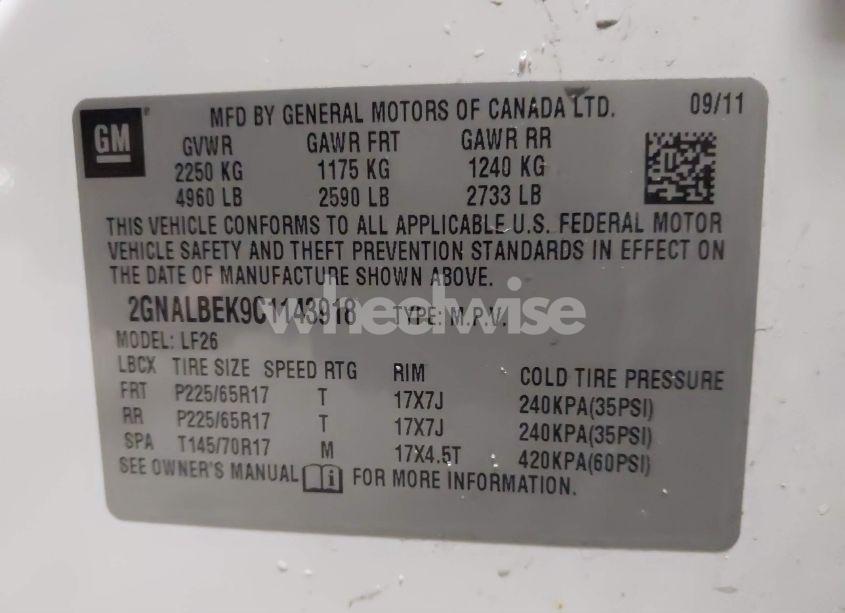 GM
MFD BY GENERAL MOTORS OF CANADA LTD. 09/11
GVWR GAWR FRT GAWR RR
2250 KG 1175 KG 1240 KG
4960 LB 2590 LB 2733 LB
THIS VEHICLE CONFORMS TO ALL APPLICABLE U.S. FEDERAL MOTOR
VEHICLE SAFETY AND THEFT PREVENTION STANDARDS IN EFFECT ON
THE DATE OF MANUFACTURE SHOWN ABOVE.
2GNALBEK9C1143918 TYPE: M.P.V.
wheelwise
MODEL: LF26
LBCX TIRE SIZE SPEED RTG RIM COLD TIRE PRESSURE
FRT P225/65R17 T 17X7J 240KPA(35PSI)
RR P225/65R17 T 17X7J 240KPA(35PSI)
SPA T145/70R17 M 17X4.5T 420KPA(60PSI)
SEE OWNER'S MANUAL i FOR MORE INFORMATION.